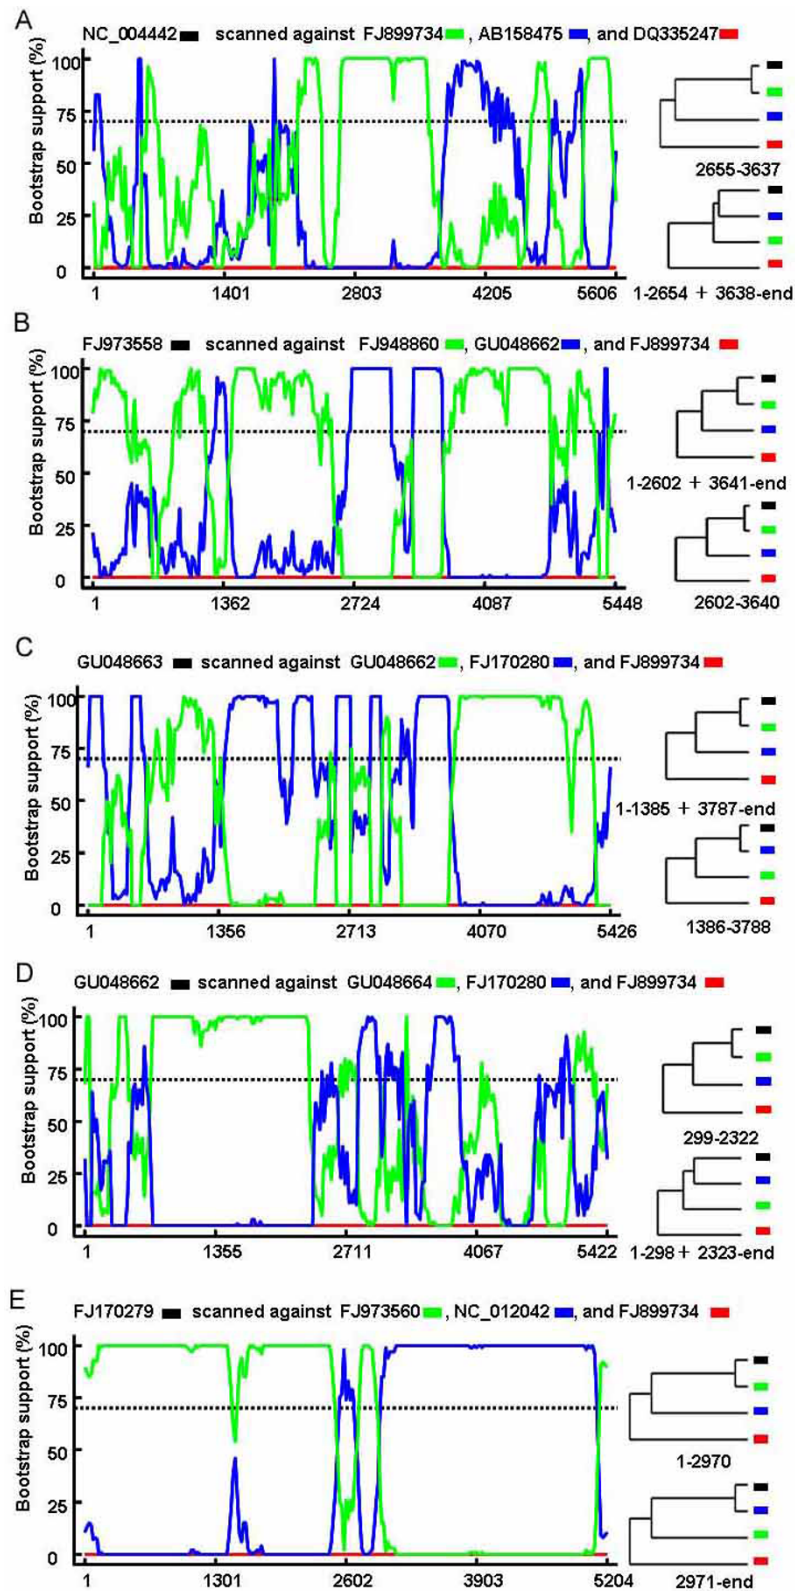 A
NC_004442 scanned against FJ899734 , AB158475 , and DQ335247
Bootstrap support (%)
100
75
50
25
0
1 1401 2803 4205 5606
2655-3637
1-2654 + 3638-end
B
FJ973558 scanned against FJ948860 , GU048662 , and FJ899734
Bootstrap support (%)
100
75
50
25
0
1 1362 2724 4087 5448
1-2602 + 3641-end
2602-3640
C
GU048663 scanned against GU048662 , FJ170280 , and FJ899734
Bootstrap support (%)
100
75
50
25
0
1 1356 2713 4070 5426
1-1385 + 3787-end
1386-3788
D
GU048662 scanned against GU048664 , FJ170280 , and FJ899734
Bootstrap support (%)
100
75
50
25
0
1 1355 2711 4067 5422
299-2322
1-298 + 2323-end
E
FJ170279 scanned against FJ973560 , NC_012042 , and FJ899734
Bootstrap support (%)
100
75
50
25
0
1 1301 2602 3903 5204
1-2970
2971-end